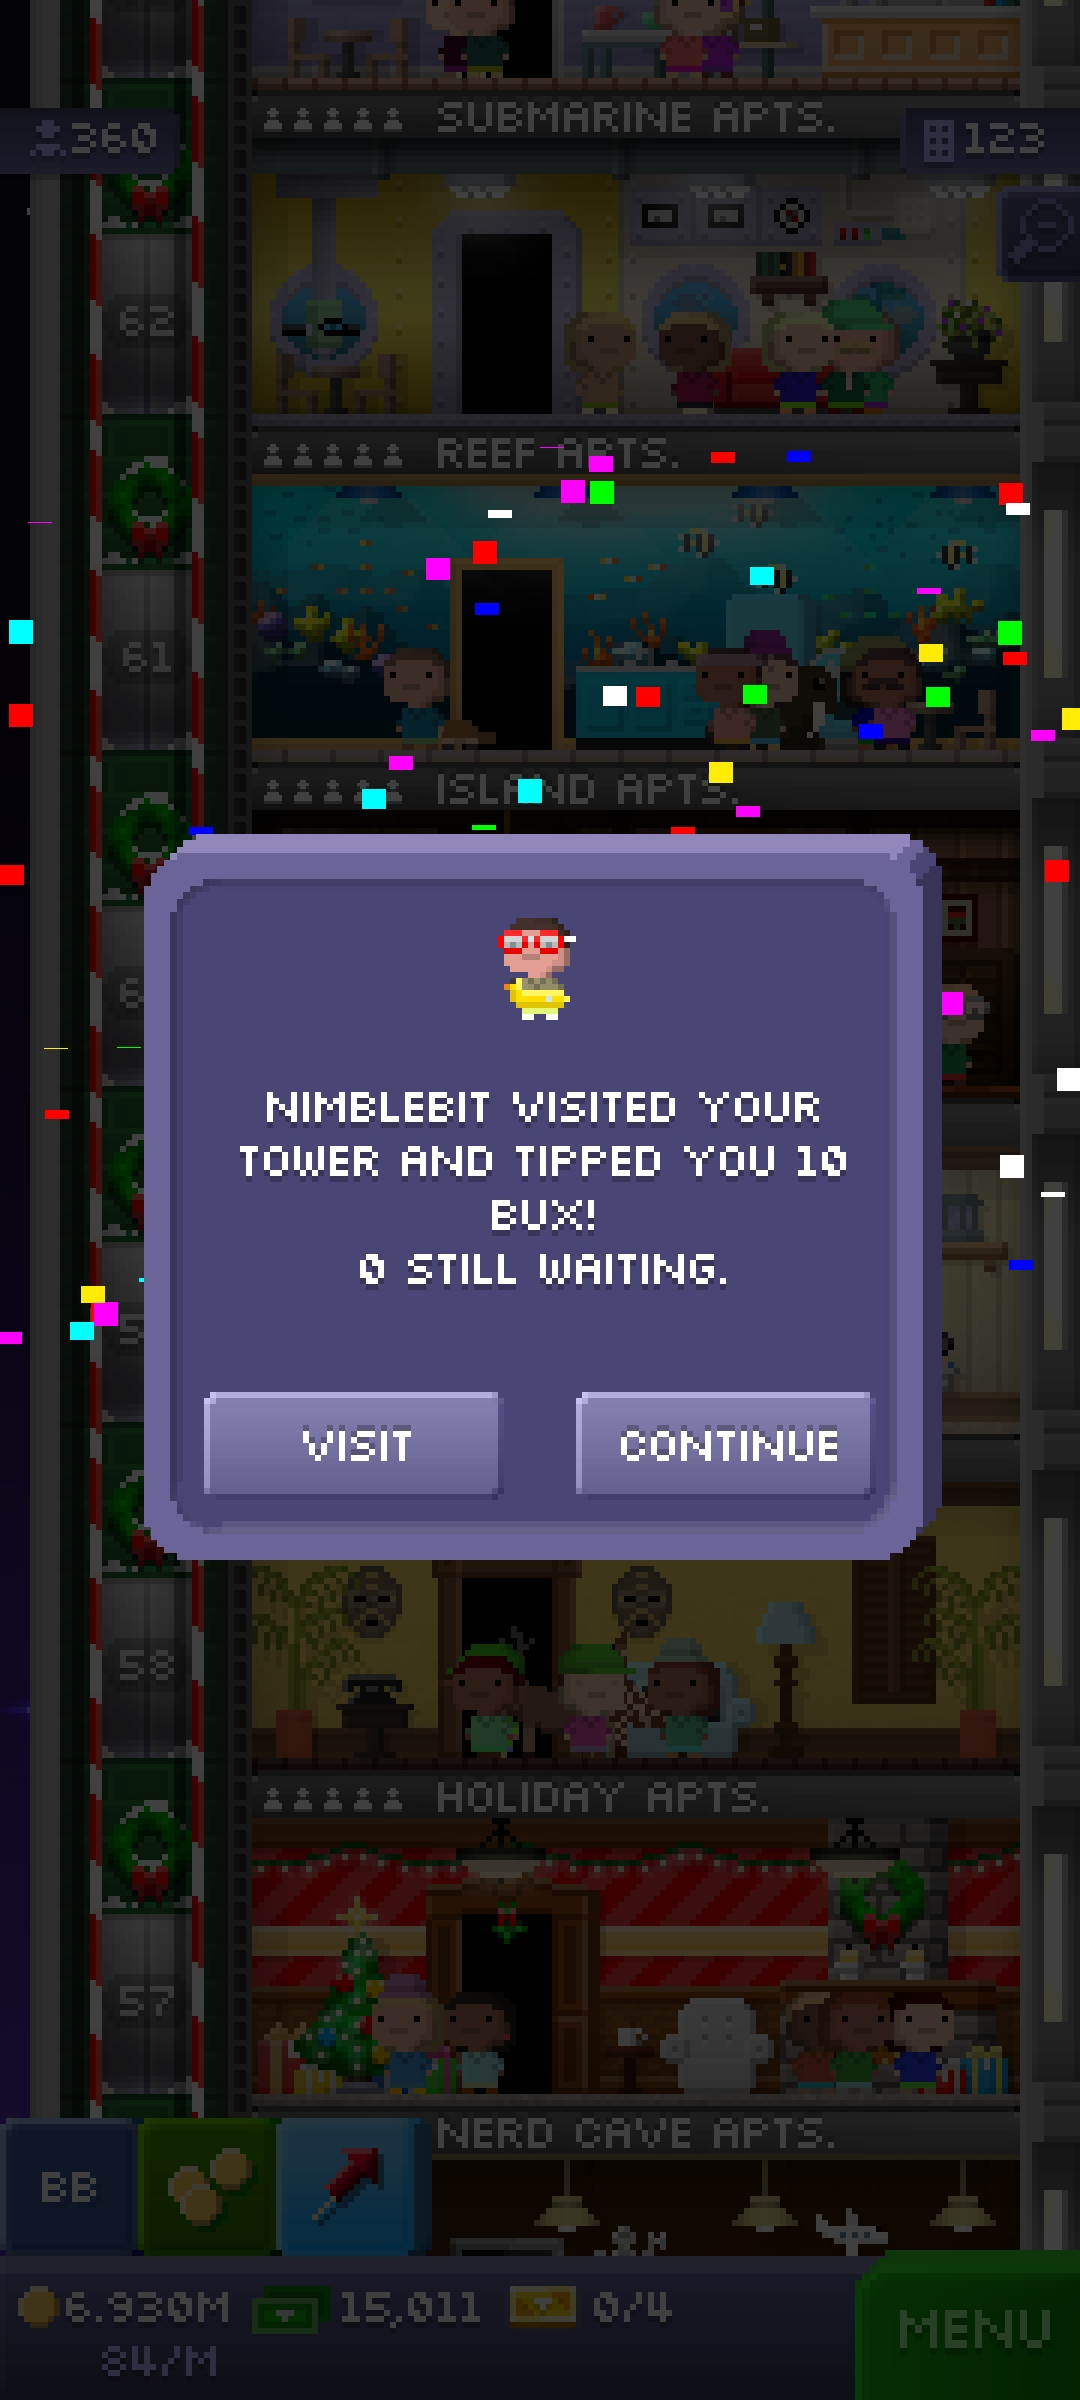 SUBMARINE APTS.
360
123
62
REEF APTS.
61
ISLAND APTS.
NIMBLEBIT VISITED YOUR
TOWER AND TIPPED YOU 10
BUX!
0 STILL WAITING.
VISIT
CONTINUE
58
HOLIDAY APTS.
57
NERD CAVE APTS.
BB
6.930M
15,011
0/4
MENU
84/M